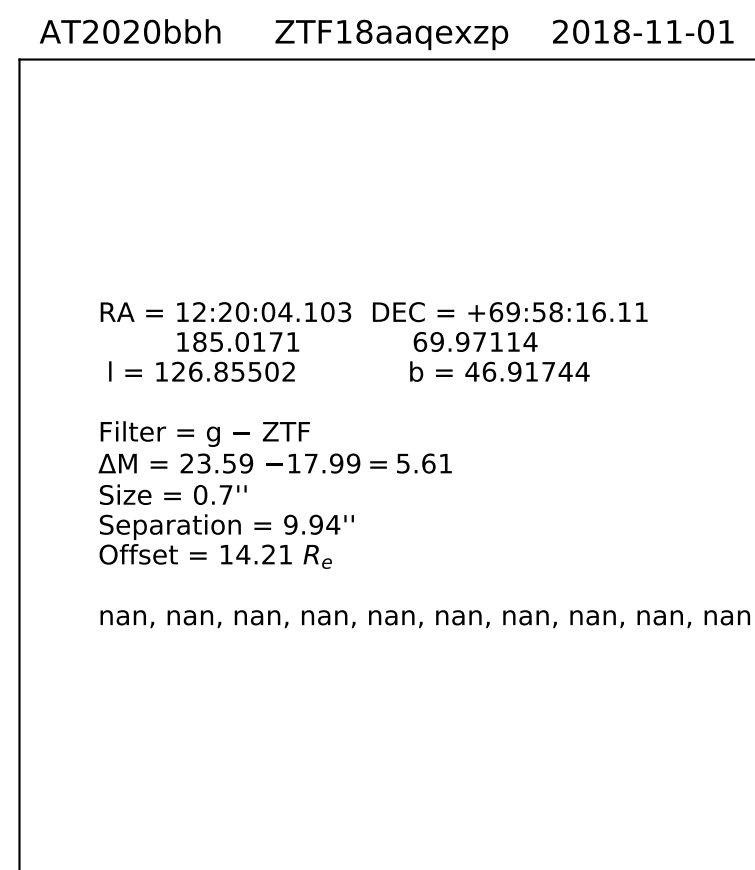 AT2020bbh ZTF18aaqexzp 2018-11-01
RA = 12:20:04.103 DEC = +69:58:16.11
185.0171 69.97114
l = 126.85502 b = 46.91744
Filter = g − ZTF
ΔM = 23.59 −17.99 = 5.61
Size = 0.7''
Separation = 9.94''
Offset = 14.21 Re
nan, nan, nan, nan, nan, nan, nan, nan, nan, nan